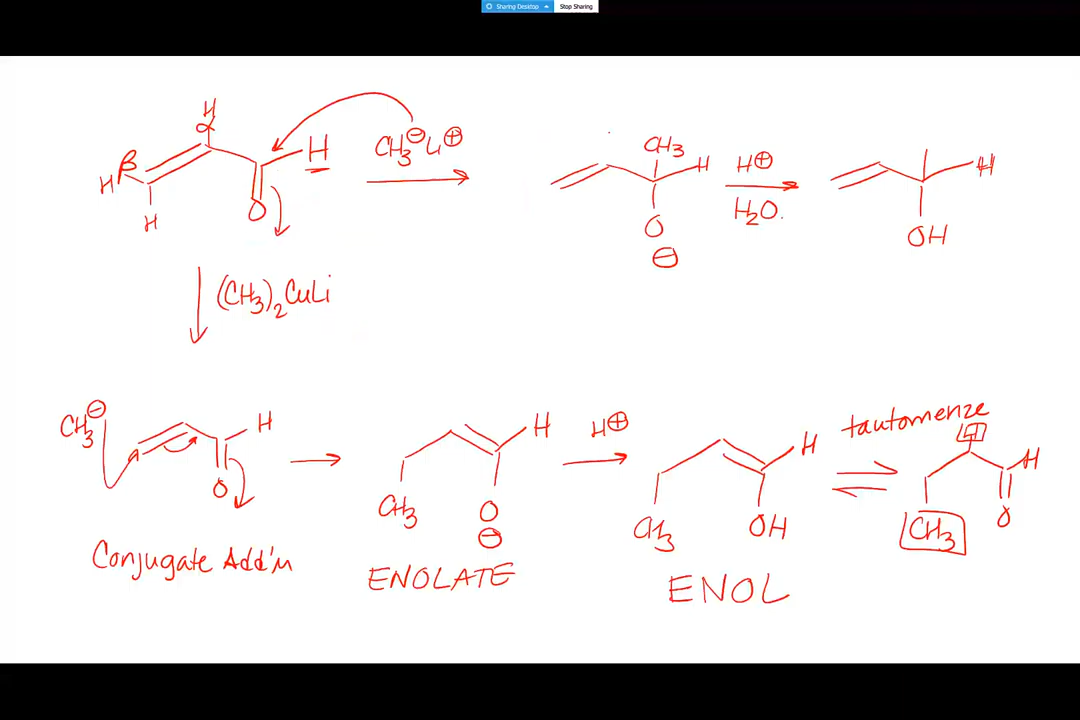 Sharing Desktop Stop Sharing
H
α
β
H
H
H
O
CH3⊖ Li⊕
CH3
H
O
⊖
H⊕
H2O.
H
OH
(CH3)2CuLi
CH3⊖
H
O
Conjugate Add'n
H
CH3
O
⊖
ENOLATE
H⊕
H
CH3
OH
ENOL
tautomerize
H
H
CH3
O